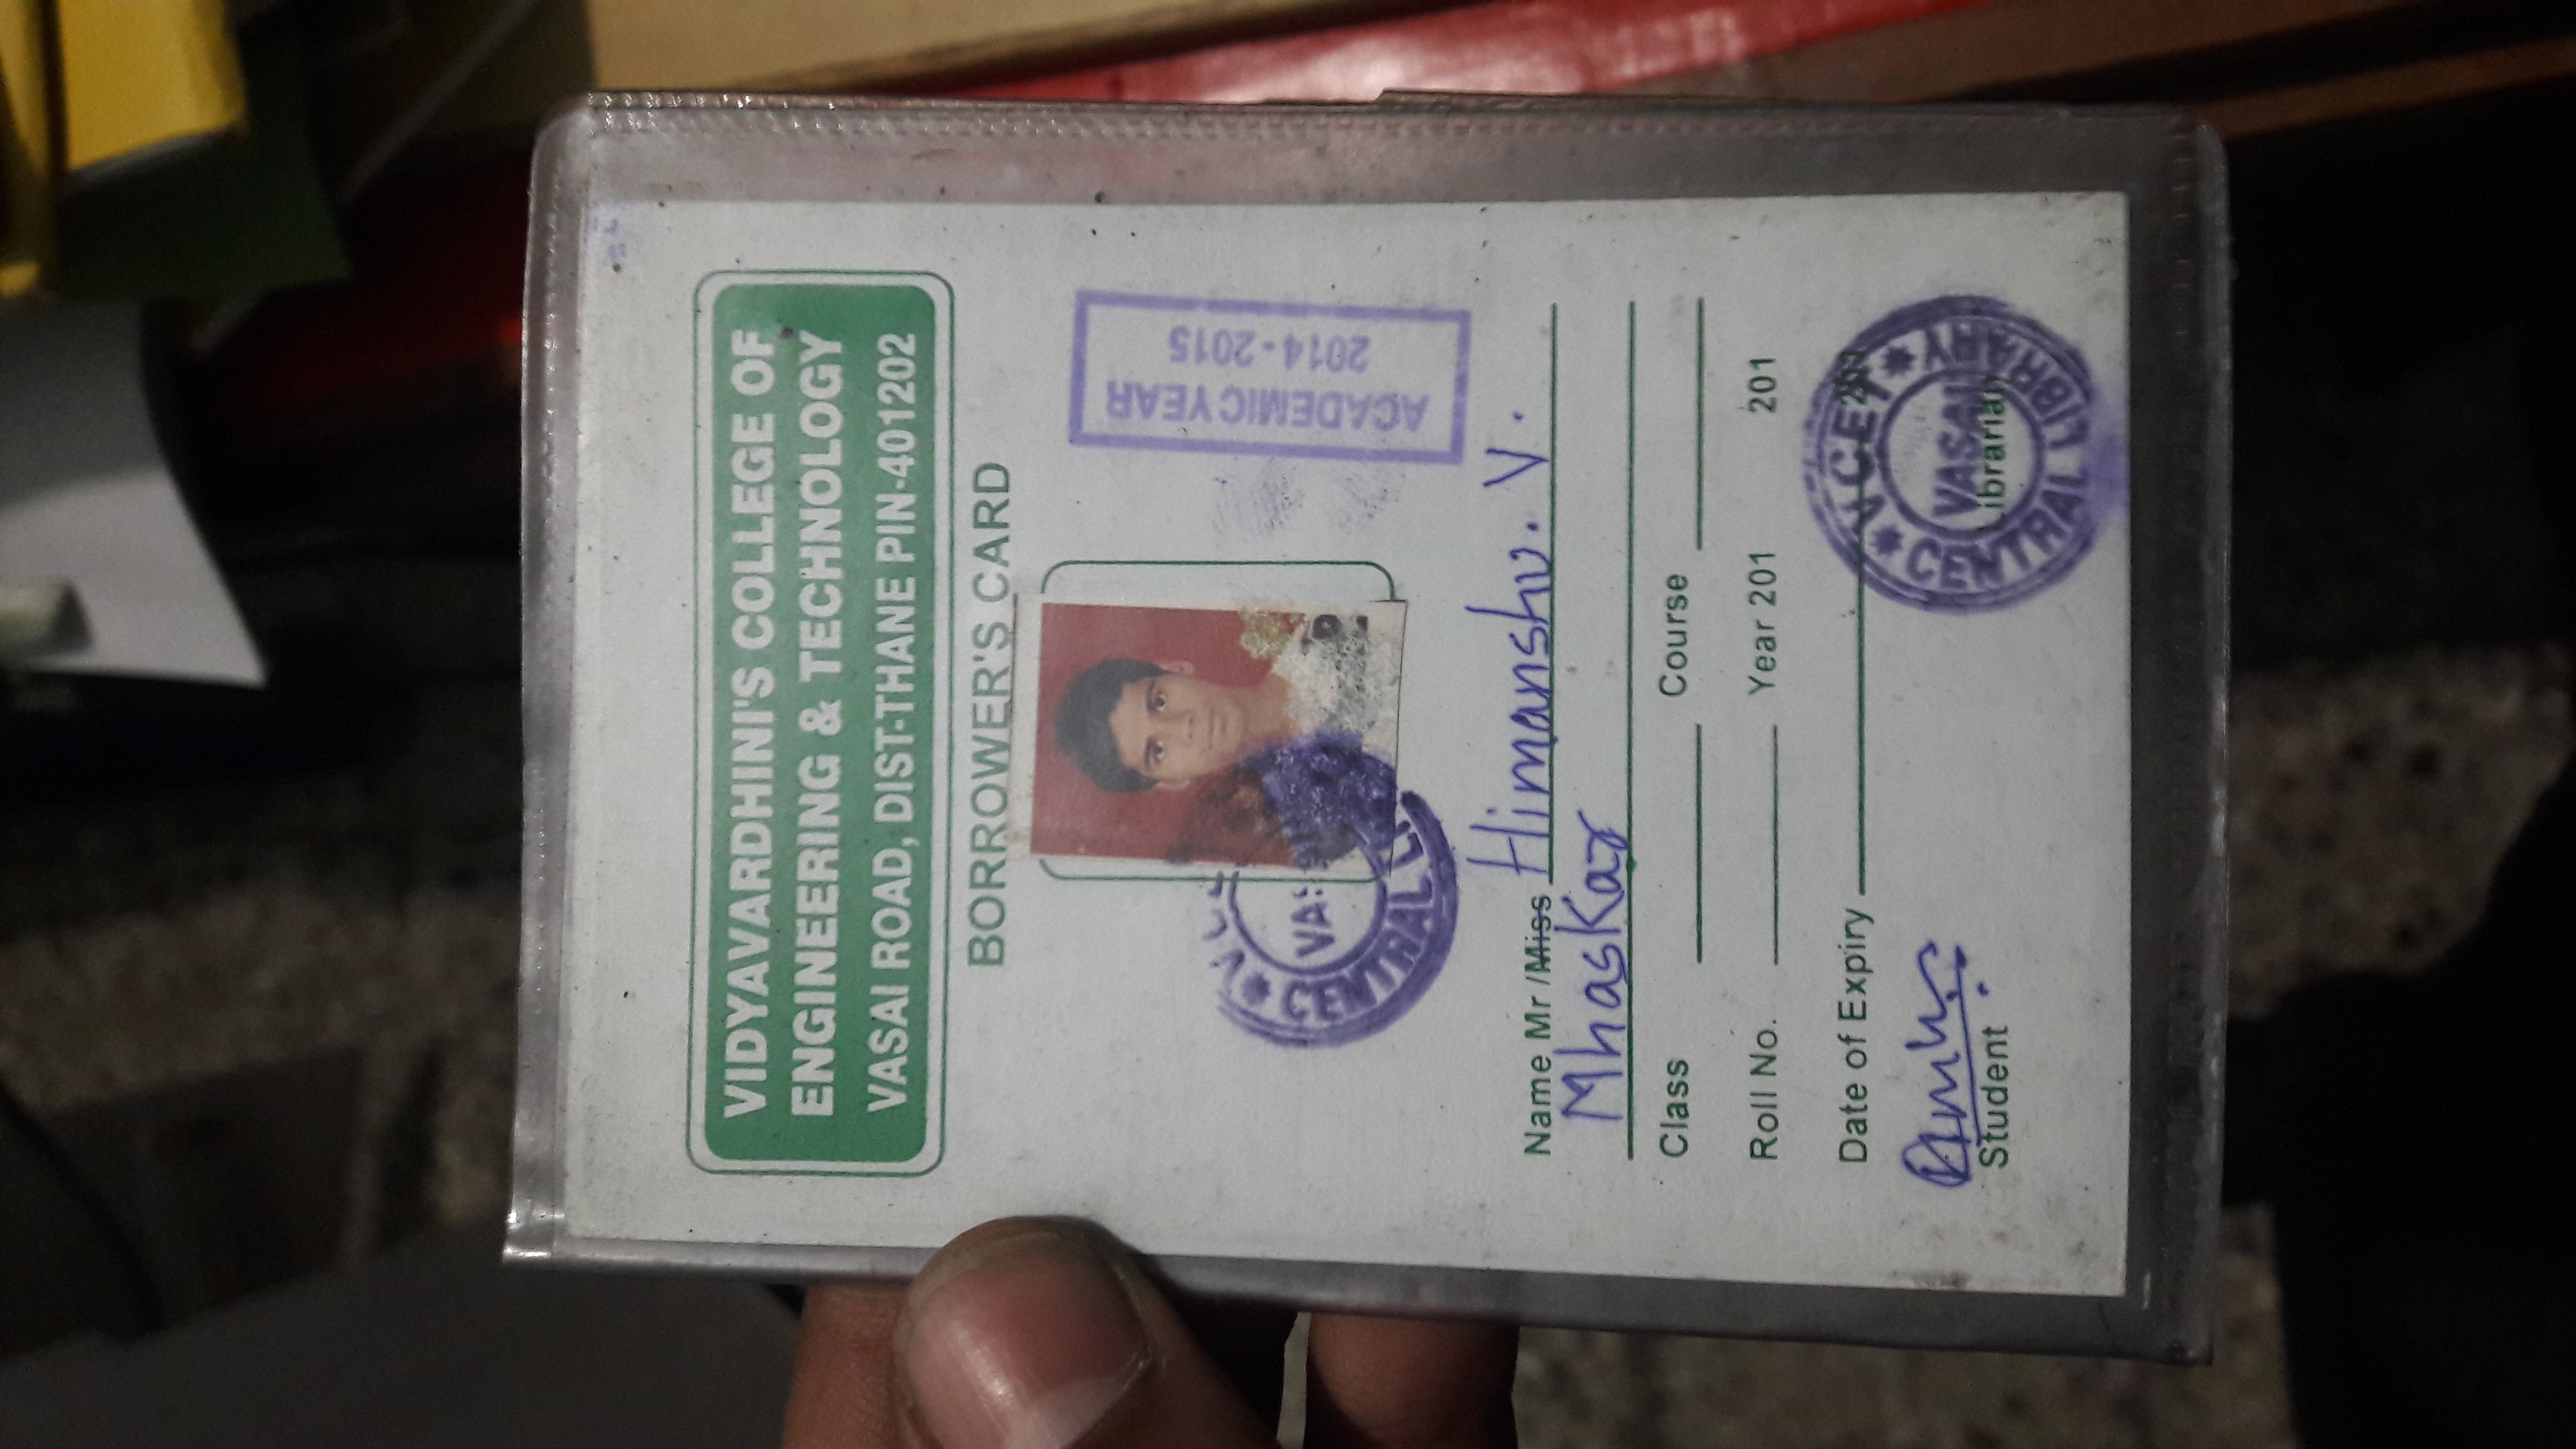 VIDYAVARDHINI'S COLLEGE OF
ENGINEERING & TECHNOLOGY
VASAI ROAD, DIST-THANE PIN-401202
BORROWER'S CARD
ACADEMIC YEAR
2014-2015
CENTRAL
Name Mr /Miss Himanshu. V.
Mhaskar
Class Course
Roll No. Year 201 201
Date of Expiry
VCET
VASAI
CENTRAL LIBRARY
Student Librarian